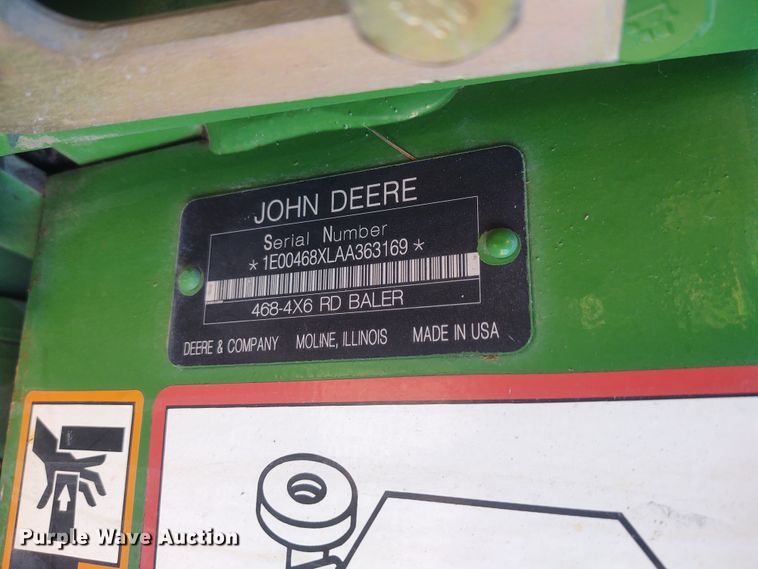 JOHN DEERE
Serial Number
*1E00468XLAA363169*
468-4X6 RD BALER
DEERE & COMPANY MOLINE, ILLINOIS MADE IN USA
Purple Wave Auction